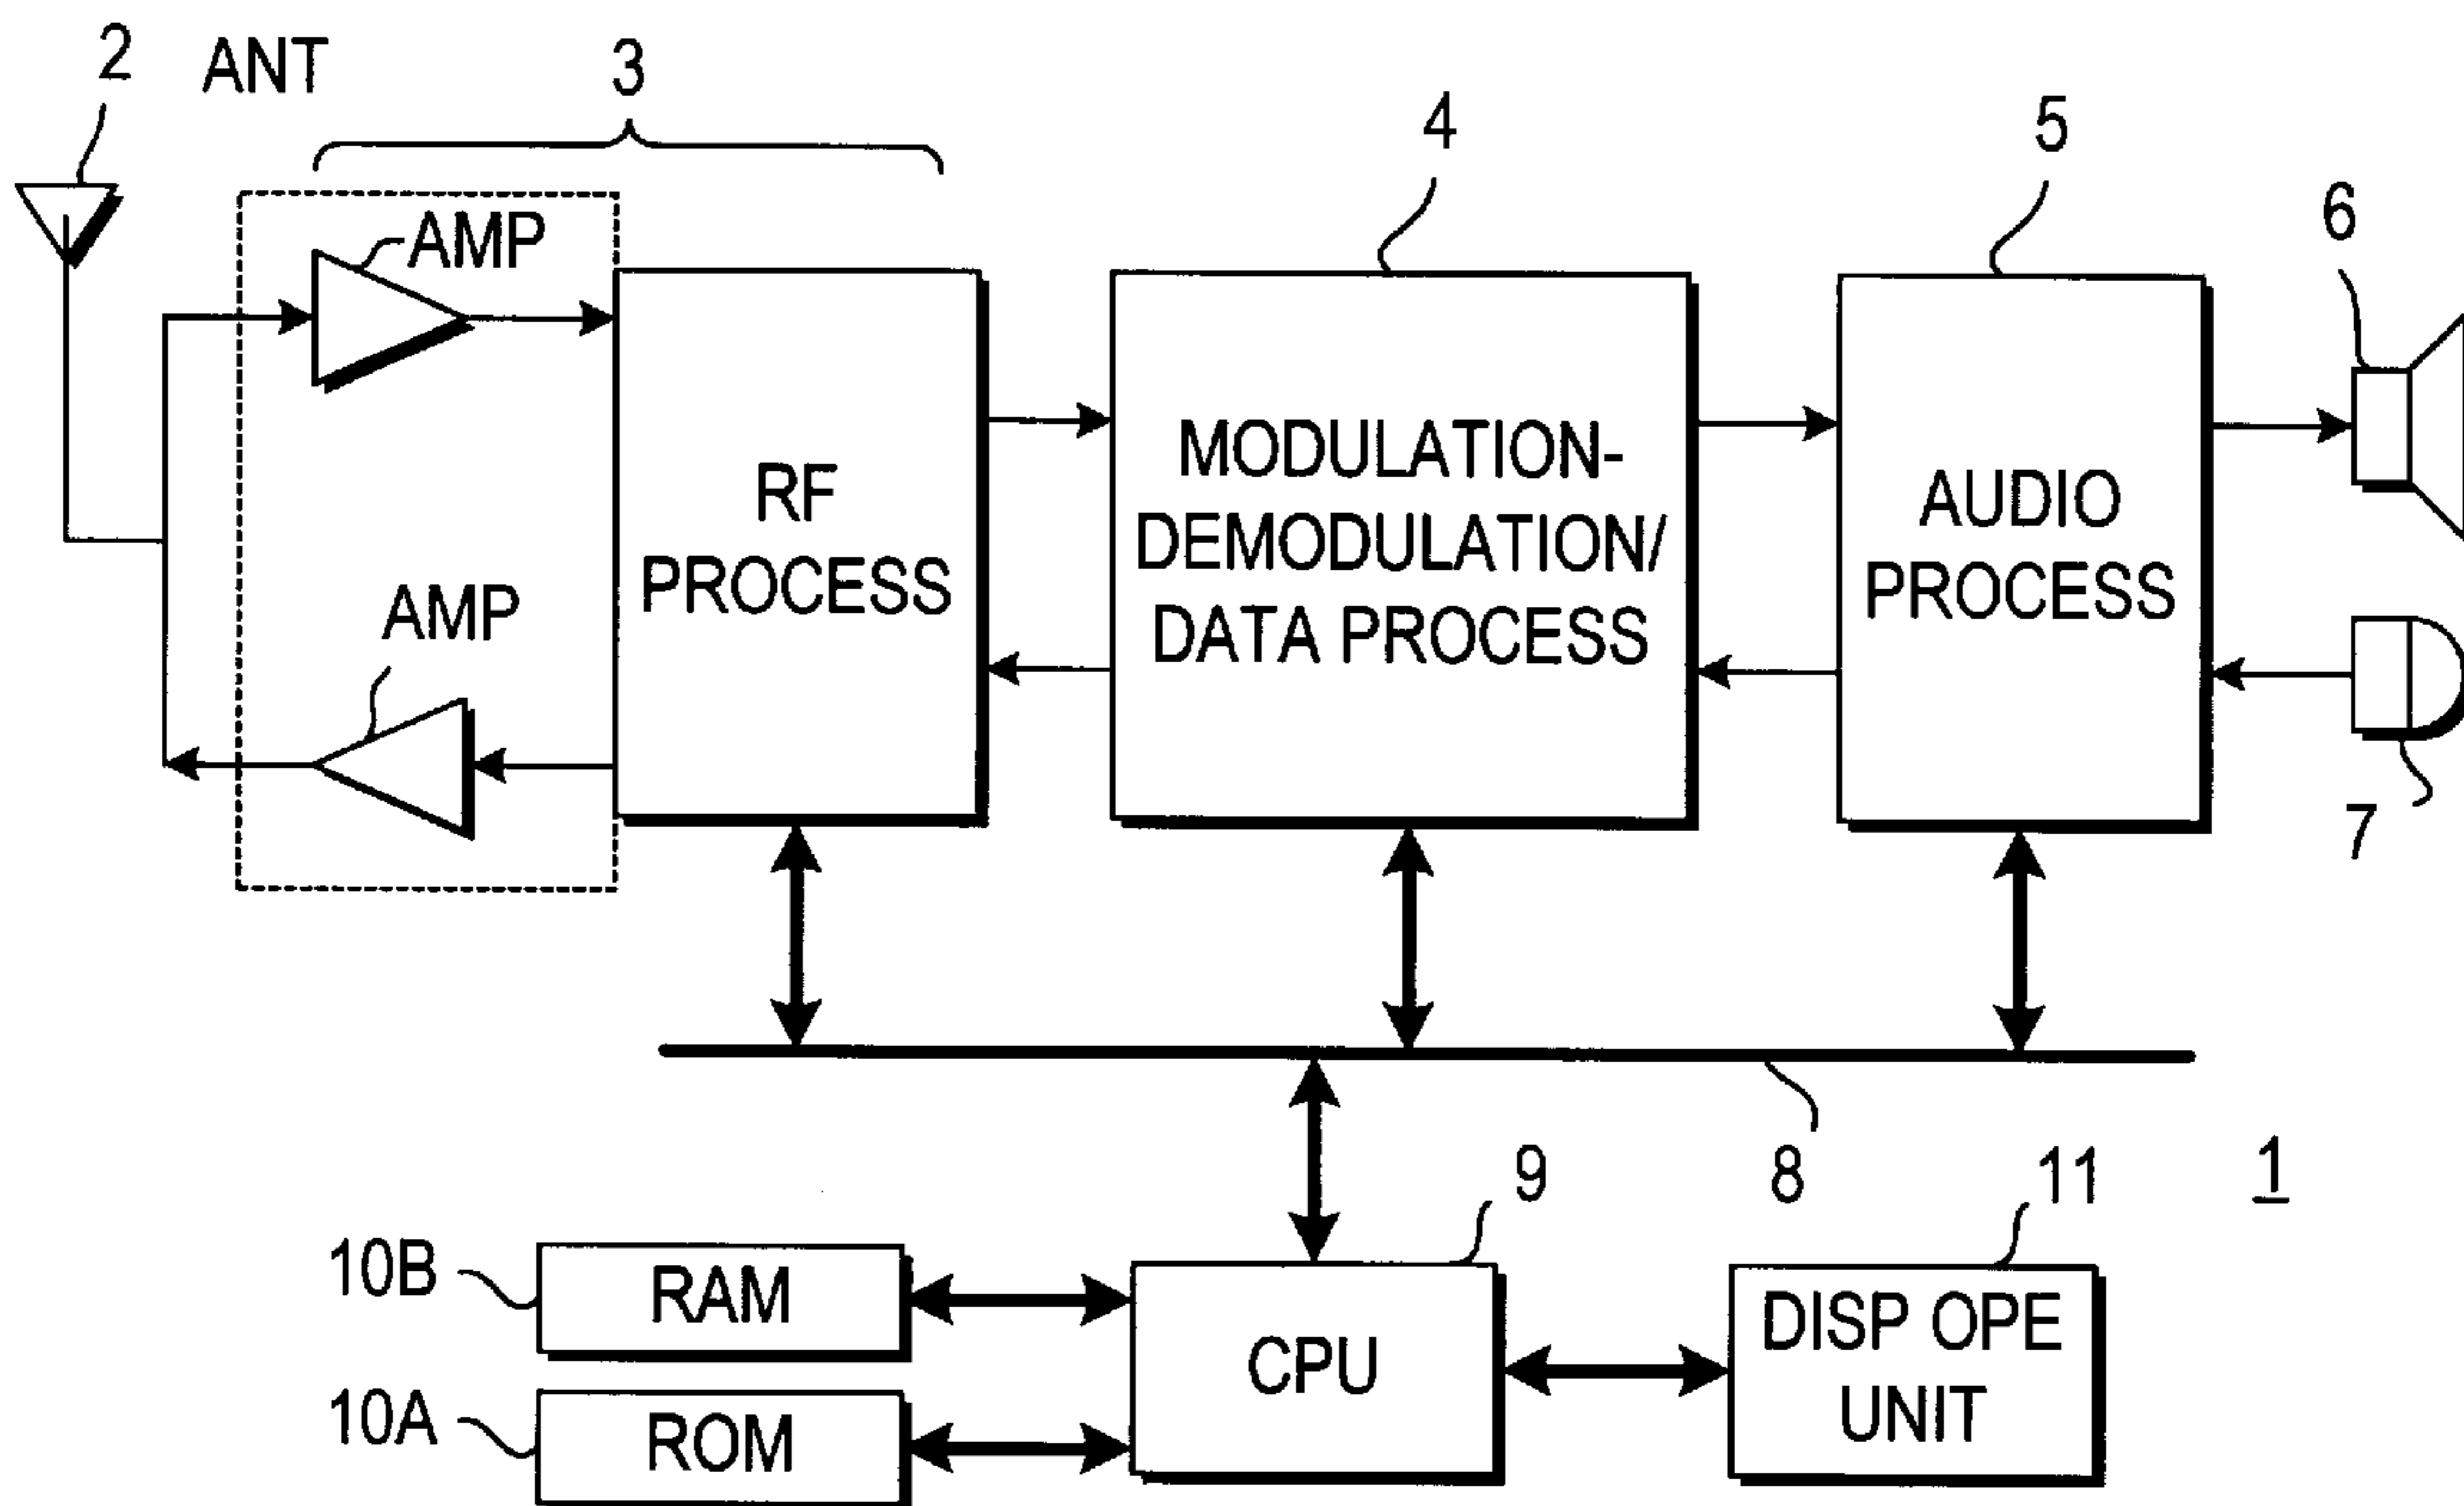 2
ANT
3
4
5
6
AMP
RF
PROCESS
MODULATION-
DEMODULATION/
DATA PROCESS
AUDIO
PROCESS
AMP
7
8
1
9
11
10B
RAM
CPU
DISP OPE
UNIT
10A
ROM